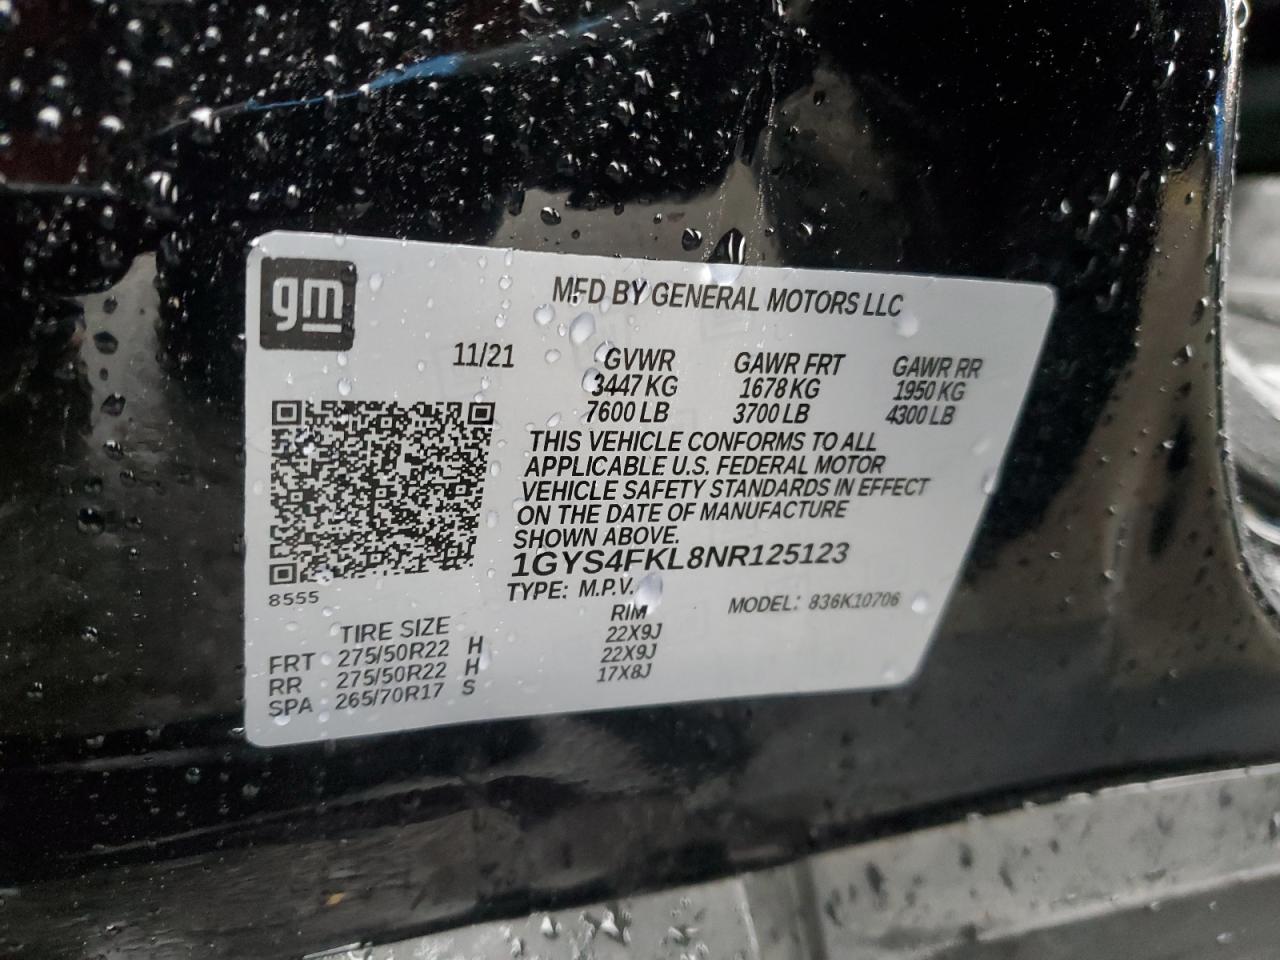 gm
MFD BY GENERAL MOTORS LLC
11/21 GVWR GAWR FRT GAWR RR
3447 KG 1678 KG 1950 KG
7600 LB 3700 LB 4300 LB
THIS VEHICLE CONFORMS TO ALL
APPLICABLE U.S. FEDERAL MOTOR
VEHICLE SAFETY STANDARDS IN EFFECT
ON THE DATE OF MANUFACTURE
SHOWN ABOVE.
1GYS4FKL8NR125123
8555 TYPE: M.P.V. MODEL: 836K10706
TIRE SIZE RIM
FRT 275/50R22 H 22X9J
RR 275/50R22 H 22X9J
SPA 265/70R17 S 17X8J